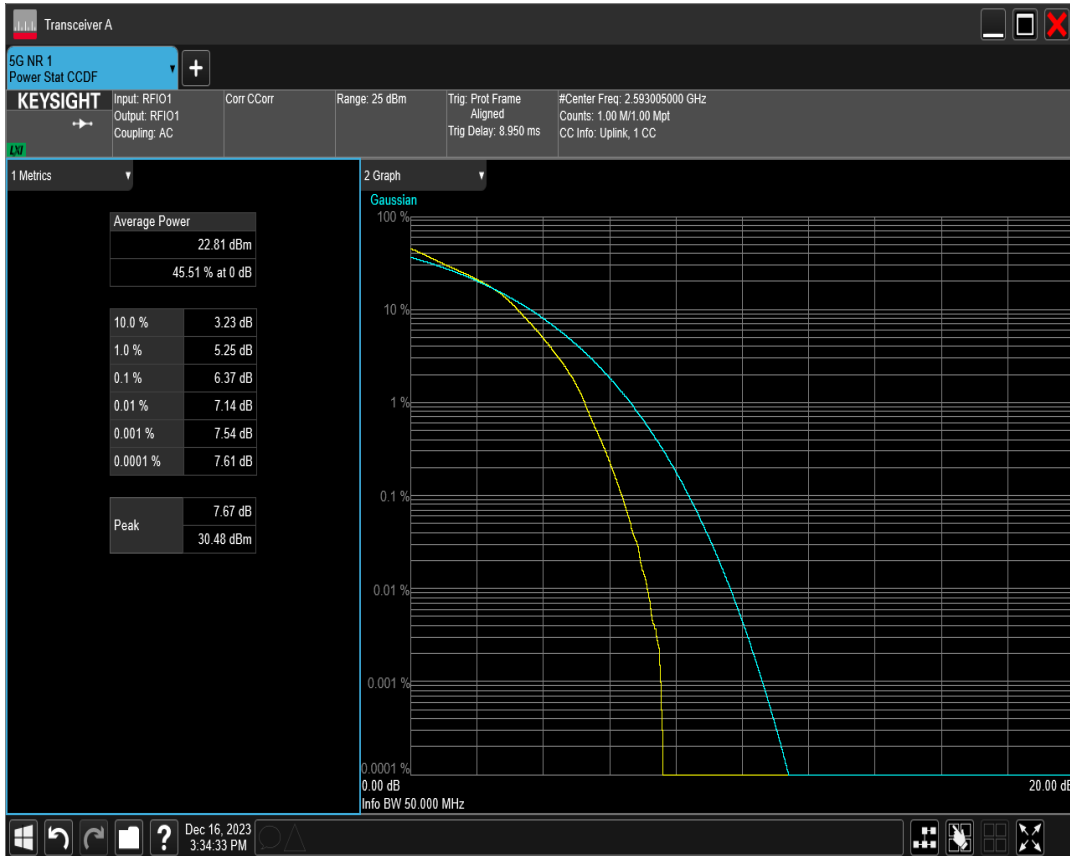 Transceiver A
5G NR 1
Power Stat CCDF
KEYSIGHT
LXI
Input: RFIO1
Output: RFIO1
Coupling: AC
Corr CCorr
Range: 25 dBm
Trig: Prot Frame
Aligned
Trig Delay: 8.950 ms
#Center Freq: 2.593005000 GHz
Counts: 1.00 M/1.00 Mpt
CC Info: Uplink, 1 CC
1 Metrics
Average Power
22.81 dBm
45.51 % at 0 dB
10.0 % 3.23 dB
1.0 % 5.25 dB
0.1 % 6.37 dB
0.01 % 7.14 dB
0.001 % 7.54 dB
0.0001 % 7.61 dB
Peak 7.67 dB
30.48 dBm
2 Graph
Gaussian
100 %
10 %
1 %
0.1 %
0.01 %
0.001 %
0.0001 %
0.00 dB 20.00 dB
Info BW 50.000 MHz
?
Dec 16, 2023
3:34:33 PM